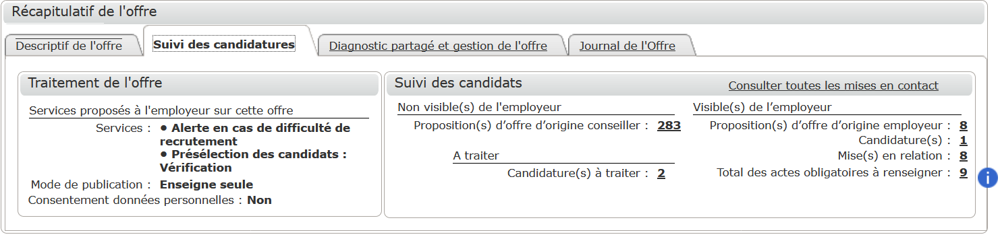 Récapitulatif de l'offre
Descriptif de l'offre
Suivi des candidatures
Diagnostic partagé et gestion de l'offre
Journal de l'Offre
Traitement de l'offre
Services proposés à l'employeur sur cette offre
Services : • Alerte en cas de difficulté de
recrutement
• Présélection des candidats :
Vérification
Mode de publication : Enseigne seule
Consentement données personnelles : Non
Suivi des candidats
Consulter toutes les mises en contact
Non visible(s) de l'employeur
Proposition(s) d’offre d’origine conseiller : 283
A traiter
Candidature(s) à traiter : 2
Visible(s) de l’employeur
Proposition(s) d’offre d’origine employeur : 8
Candidature(s) : 1
Mise(s) en relation : 8
Total des actes obligatoires à renseigner : 9
i